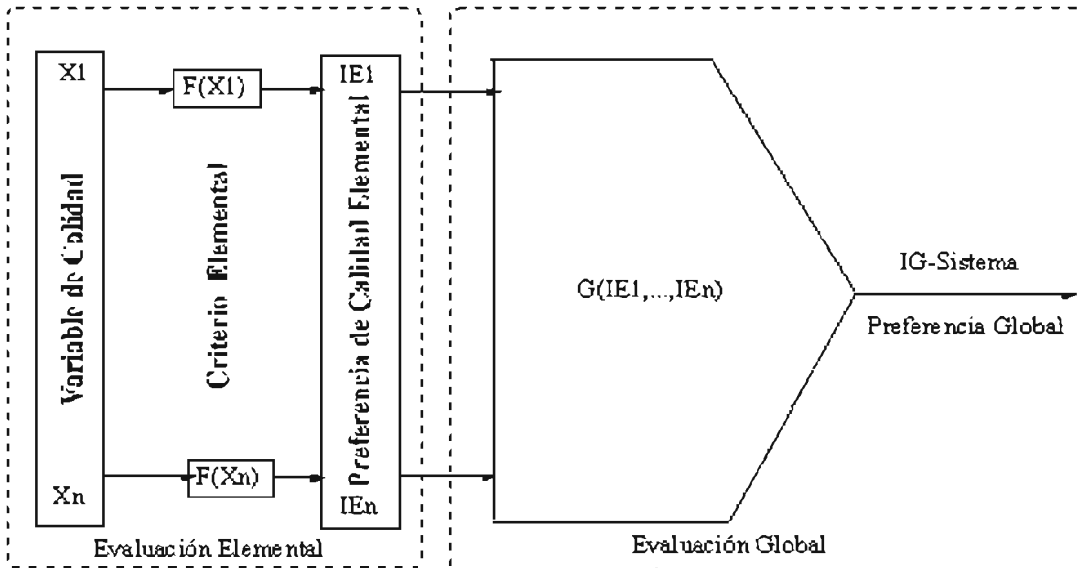 X1
Variable de Calidad
Xn
F(X1)
Criterio Elemental
F(Xn)
IE1
Preferencia de Calidad Elemental
IEn
Evaluación Elemental
G(IE1,...,IEn)
Evaluación Global
IG-Sistema
Preferencia Global